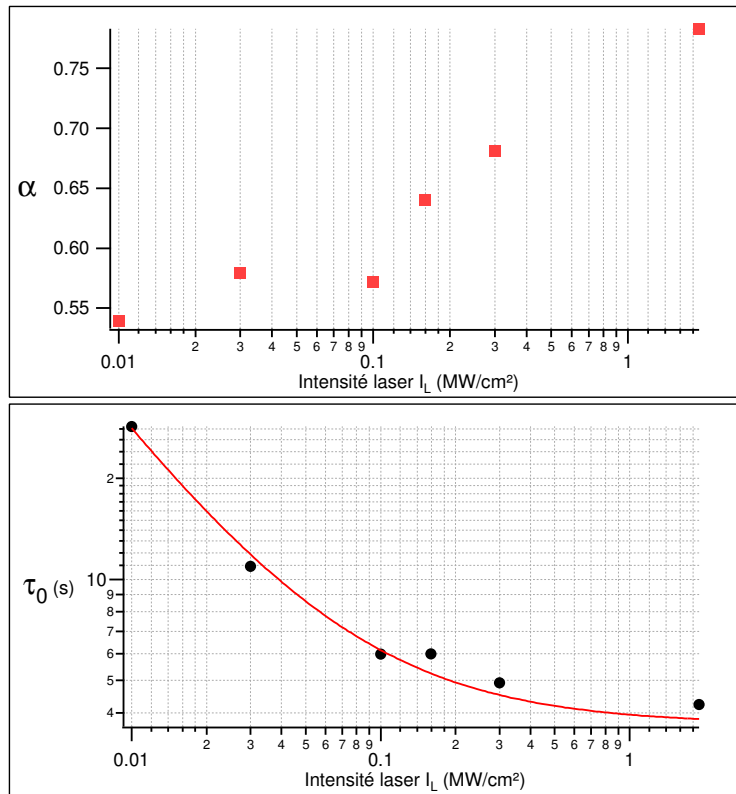 0.75
0.70
α
0.65
0.60
0.55
2 3 4 5 6 7 8 9 2 3 4 5 6 7 8 9
0.01 0.1 1
Intensité laser I_L (MW/cm²)
2
τ₀ (s)
10
9
8
7
6
5
4
2 3 4 5 6 7 8 9 2 3 4 5 6 7 8 9
0.01 0.1 1
Intensité laser I_L (MW/cm²)